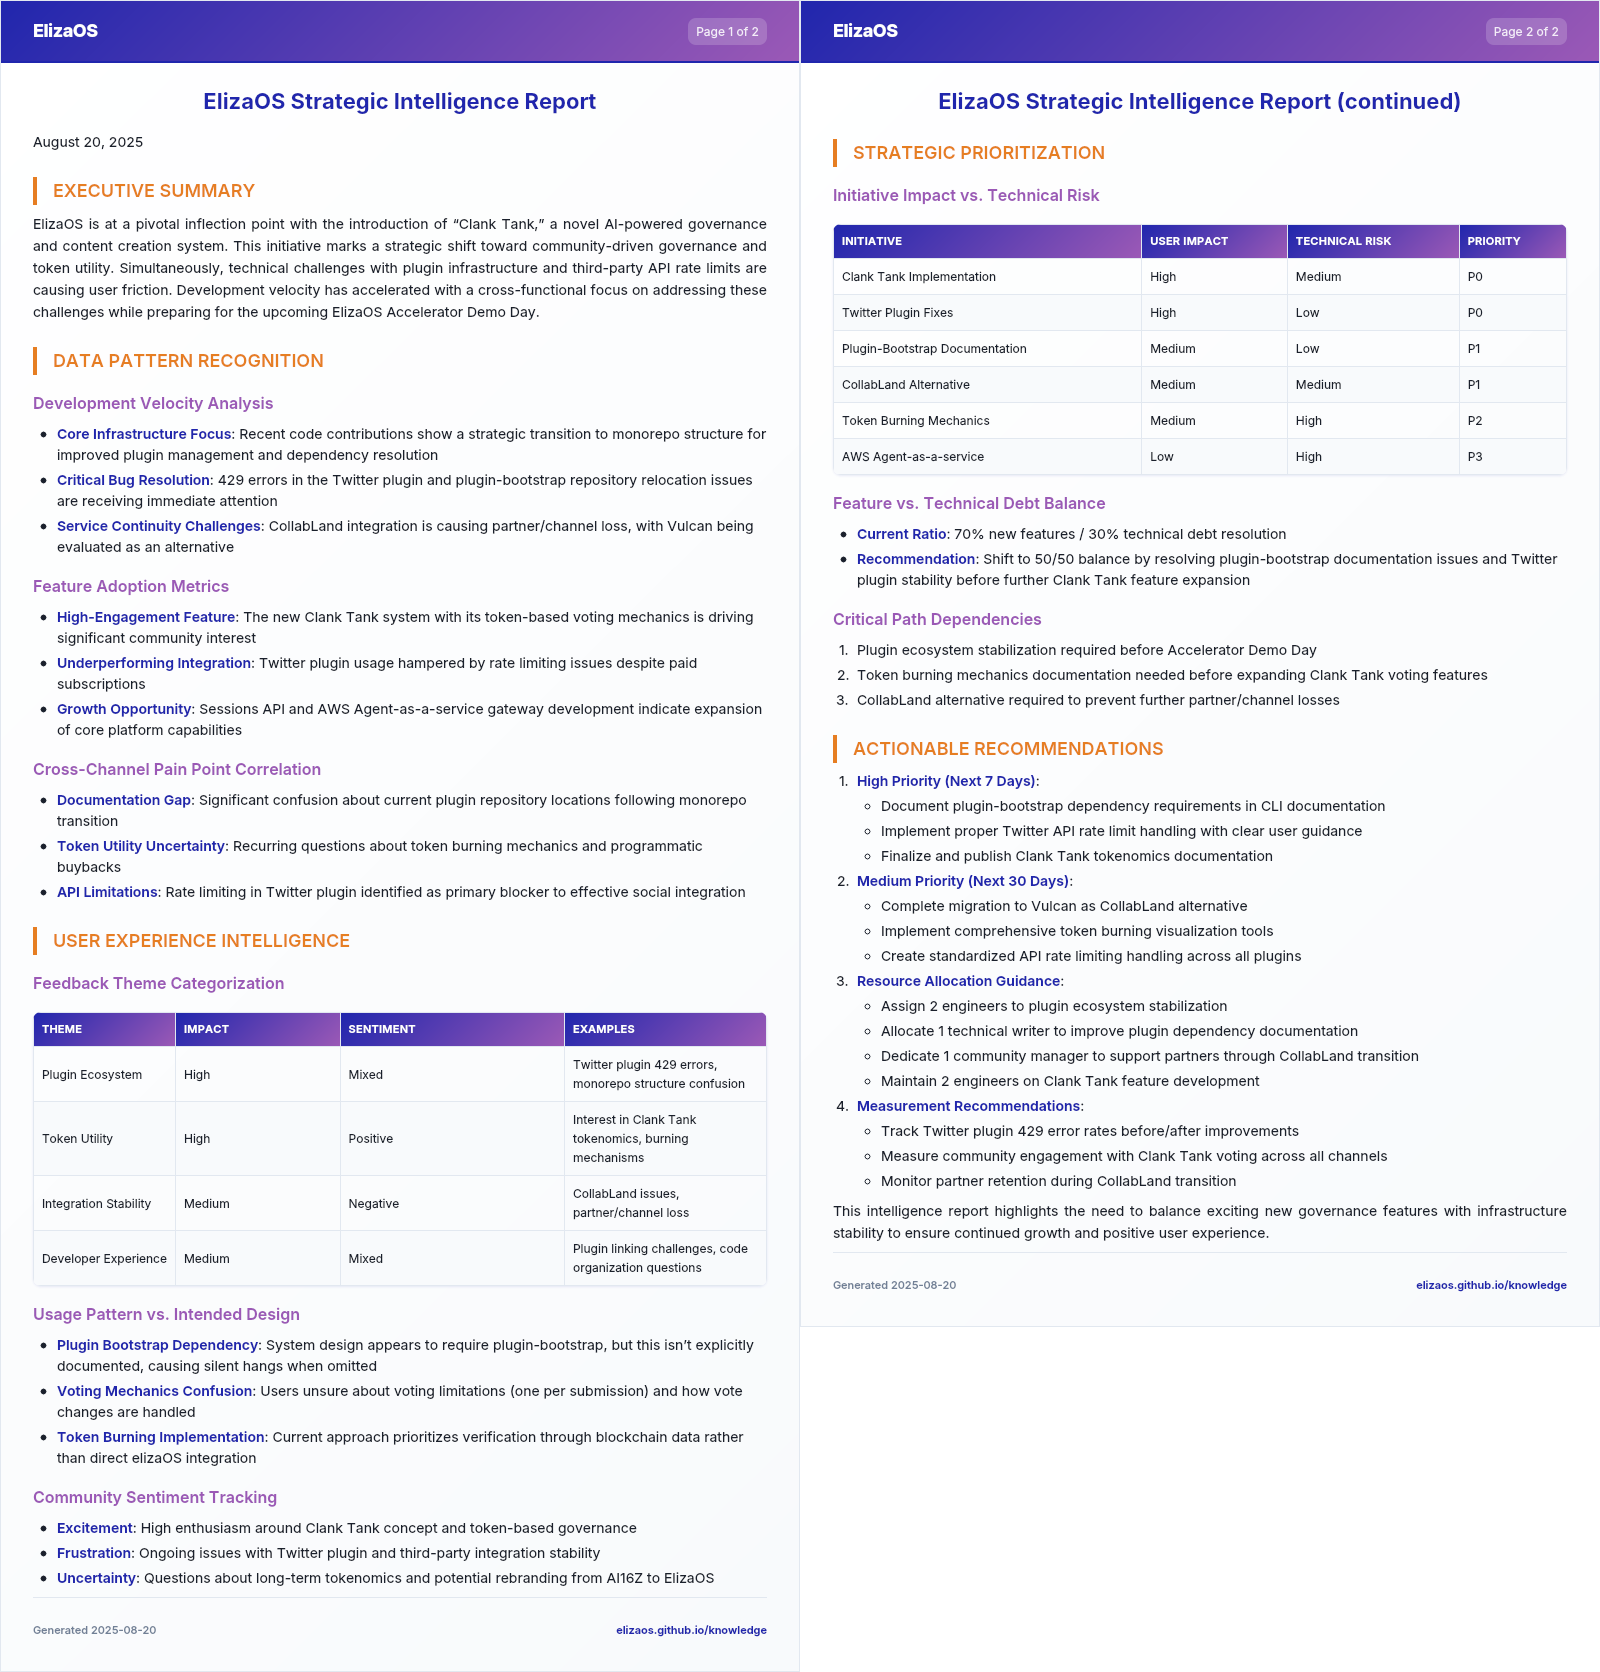 ElizaOS
Page 1 of 2
ElizaOS Strategic Intelligence Report
August 20, 2025
EXECUTIVE SUMMARY
ElizaOS is at a pivotal inflection point with the introduction of “Clank Tank,” a novel AI-powered governance
and content creation system. This initiative marks a strategic shift toward community-driven governance and
token utility. Simultaneously, technical challenges with plugin infrastructure and third-party API rate limits are
causing user friction. Development velocity has accelerated with a cross-functional focus on addressing these
challenges while preparing for the upcoming ElizaOS Accelerator Demo Day.
DATA PATTERN RECOGNITION
Development Velocity Analysis
• Core Infrastructure Focus: Recent code contributions show a strategic transition to monorepo structure for
improved plugin management and dependency resolution
• Critical Bug Resolution: 429 errors in the Twitter plugin and plugin-bootstrap repository relocation issues
are receiving immediate attention
• Service Continuity Challenges: CollabLand integration is causing partner/channel loss, with Vulcan being
evaluated as an alternative
Feature Adoption Metrics
• High-Engagement Feature: The new Clank Tank system with its token-based voting mechanics is driving
significant community interest
• Underperforming Integration: Twitter plugin usage hampered by rate limiting issues despite paid
subscriptions
• Growth Opportunity: Sessions API and AWS Agent-as-a-service gateway development indicate expansion
of core platform capabilities
Cross-Channel Pain Point Correlation
• Documentation Gap: Significant confusion about current plugin repository locations following monorepo
transition
• Token Utility Uncertainty: Recurring questions about token burning mechanics and programmatic
buybacks
• API Limitations: Rate limiting in Twitter plugin identified as primary blocker to effective social integration
USER EXPERIENCE INTELLIGENCE
Feedback Theme Categorization
THEME IMPACT SENTIMENT EXAMPLES
Plugin Ecosystem High Mixed Twitter plugin 429 errors,
monorepo structure confusion
Token Utility High Positive Interest in Clank Tank
tokenomics, burning
mechanisms
Integration Stability Medium Negative CollabLand issues,
partner/channel loss
Developer Experience Medium Mixed Plugin linking challenges, code
organization questions
Usage Pattern vs. Intended Design
• Plugin Bootstrap Dependency: System design appears to require plugin-bootstrap, but this isn’t explicitly
documented, causing silent hangs when omitted
• Voting Mechanics Confusion: Users unsure about voting limitations (one per submission) and how vote
changes are handled
• Token Burning Implementation: Current approach prioritizes verification through blockchain data rather
than direct elizaOS integration
Community Sentiment Tracking
• Excitement: High enthusiasm around Clank Tank concept and token-based governance
• Frustration: Ongoing issues with Twitter plugin and third-party integration stability
• Uncertainty: Questions about long-term tokenomics and potential rebranding from AI16Z to ElizaOS
Generated 2025-08-20
elizaos.github.io/knowledge
ElizaOS
Page 2 of 2
ElizaOS Strategic Intelligence Report (continued)
STRATEGIC PRIORITIZATION
Initiative Impact vs. Technical Risk
INITIATIVE USER IMPACT TECHNICAL RISK PRIORITY
Clank Tank Implementation High Medium P0
Twitter Plugin Fixes High Low P0
Plugin-Bootstrap Documentation Medium Low P1
CollabLand Alternative Medium Medium P1
Token Burning Mechanics Medium High P2
AWS Agent-as-a-service Low High P3
Feature vs. Technical Debt Balance
• Current Ratio: 70% new features / 30% technical debt resolution
• Recommendation: Shift to 50/50 balance by resolving plugin-bootstrap documentation issues and Twitter
plugin stability before further Clank Tank feature expansion
Critical Path Dependencies
1. Plugin ecosystem stabilization required before Accelerator Demo Day
2. Token burning mechanics documentation needed before expanding Clank Tank voting features
3. CollabLand alternative required to prevent further partner/channel losses
ACTIONABLE RECOMMENDATIONS
1. High Priority (Next 7 Days):
◦ Document plugin-bootstrap dependency requirements in CLI documentation
◦ Implement proper Twitter API rate limit handling with clear user guidance
◦ Finalize and publish Clank Tank tokenomics documentation
2. Medium Priority (Next 30 Days):
◦ Complete migration to Vulcan as CollabLand alternative
◦ Implement comprehensive token burning visualization tools
◦ Create standardized API rate limiting handling across all plugins
3. Resource Allocation Guidance:
◦ Assign 2 engineers to plugin ecosystem stabilization
◦ Allocate 1 technical writer to improve plugin dependency documentation
◦ Dedicate 1 community manager to support partners through CollabLand transition
◦ Maintain 2 engineers on Clank Tank feature development
4. Measurement Recommendations:
◦ Track Twitter plugin 429 error rates before/after improvements
◦ Measure community engagement with Clank Tank voting across all channels
◦ Monitor partner retention during CollabLand transition
This intelligence report highlights the need to balance exciting new governance features with infrastructure
stability to ensure continued growth and positive user experience.
Generated 2025-08-20
elizaos.github.io/knowledge